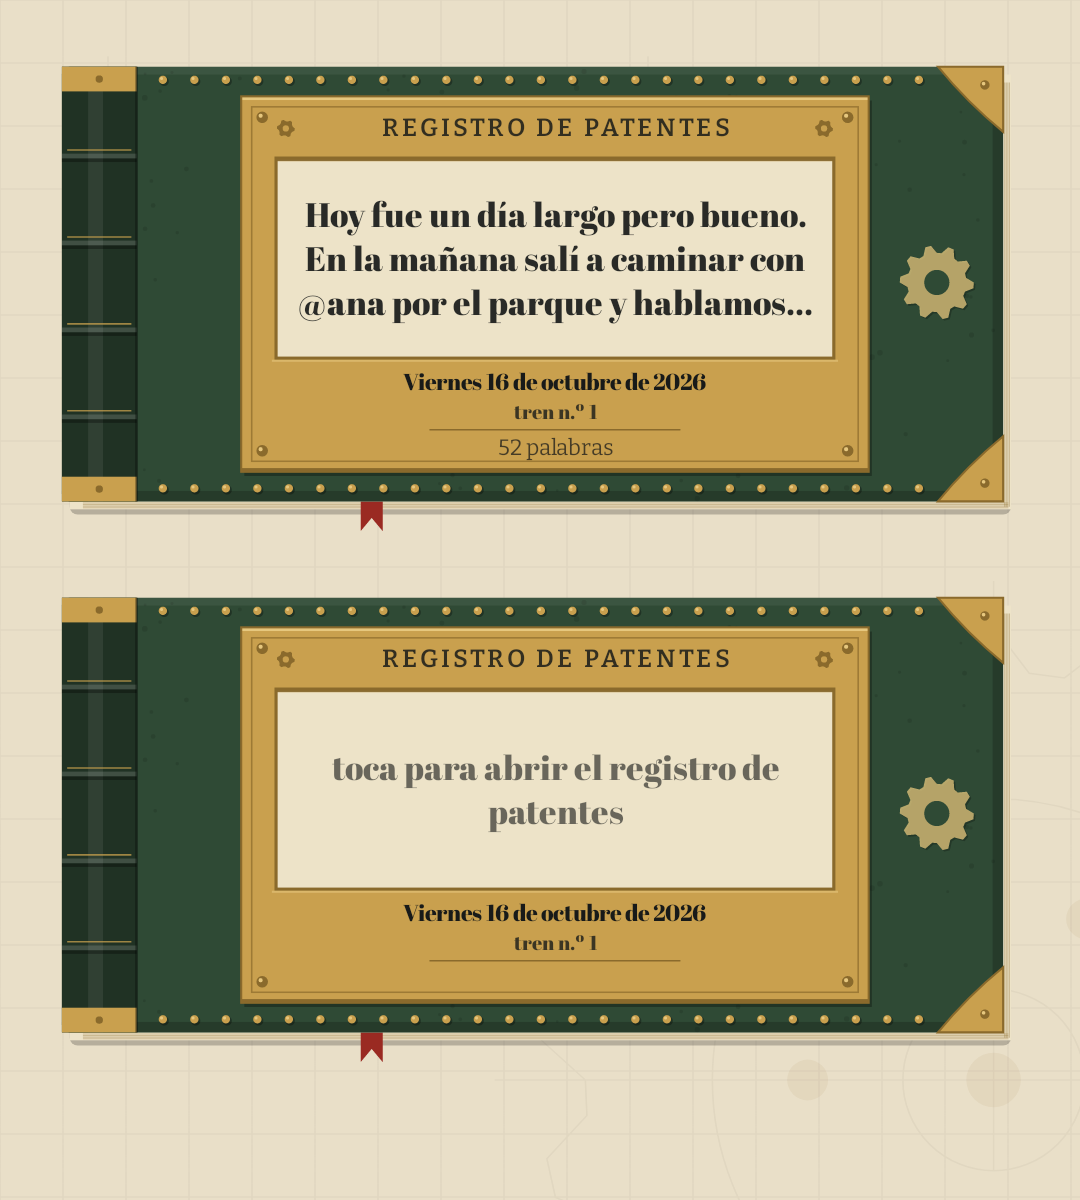 REGISTRO DE PATENTES
Hoy fue un día largo pero bueno.
En la mañana salí a caminar con
@ana por el parque y hablamos...
Viernes 16 de octubre de 2026
tren n.º 1
52 palabras
REGISTRO DE PATENTES
toca para abrir el registro de
patentes
Viernes 16 de octubre de 2026
tren n.º 1